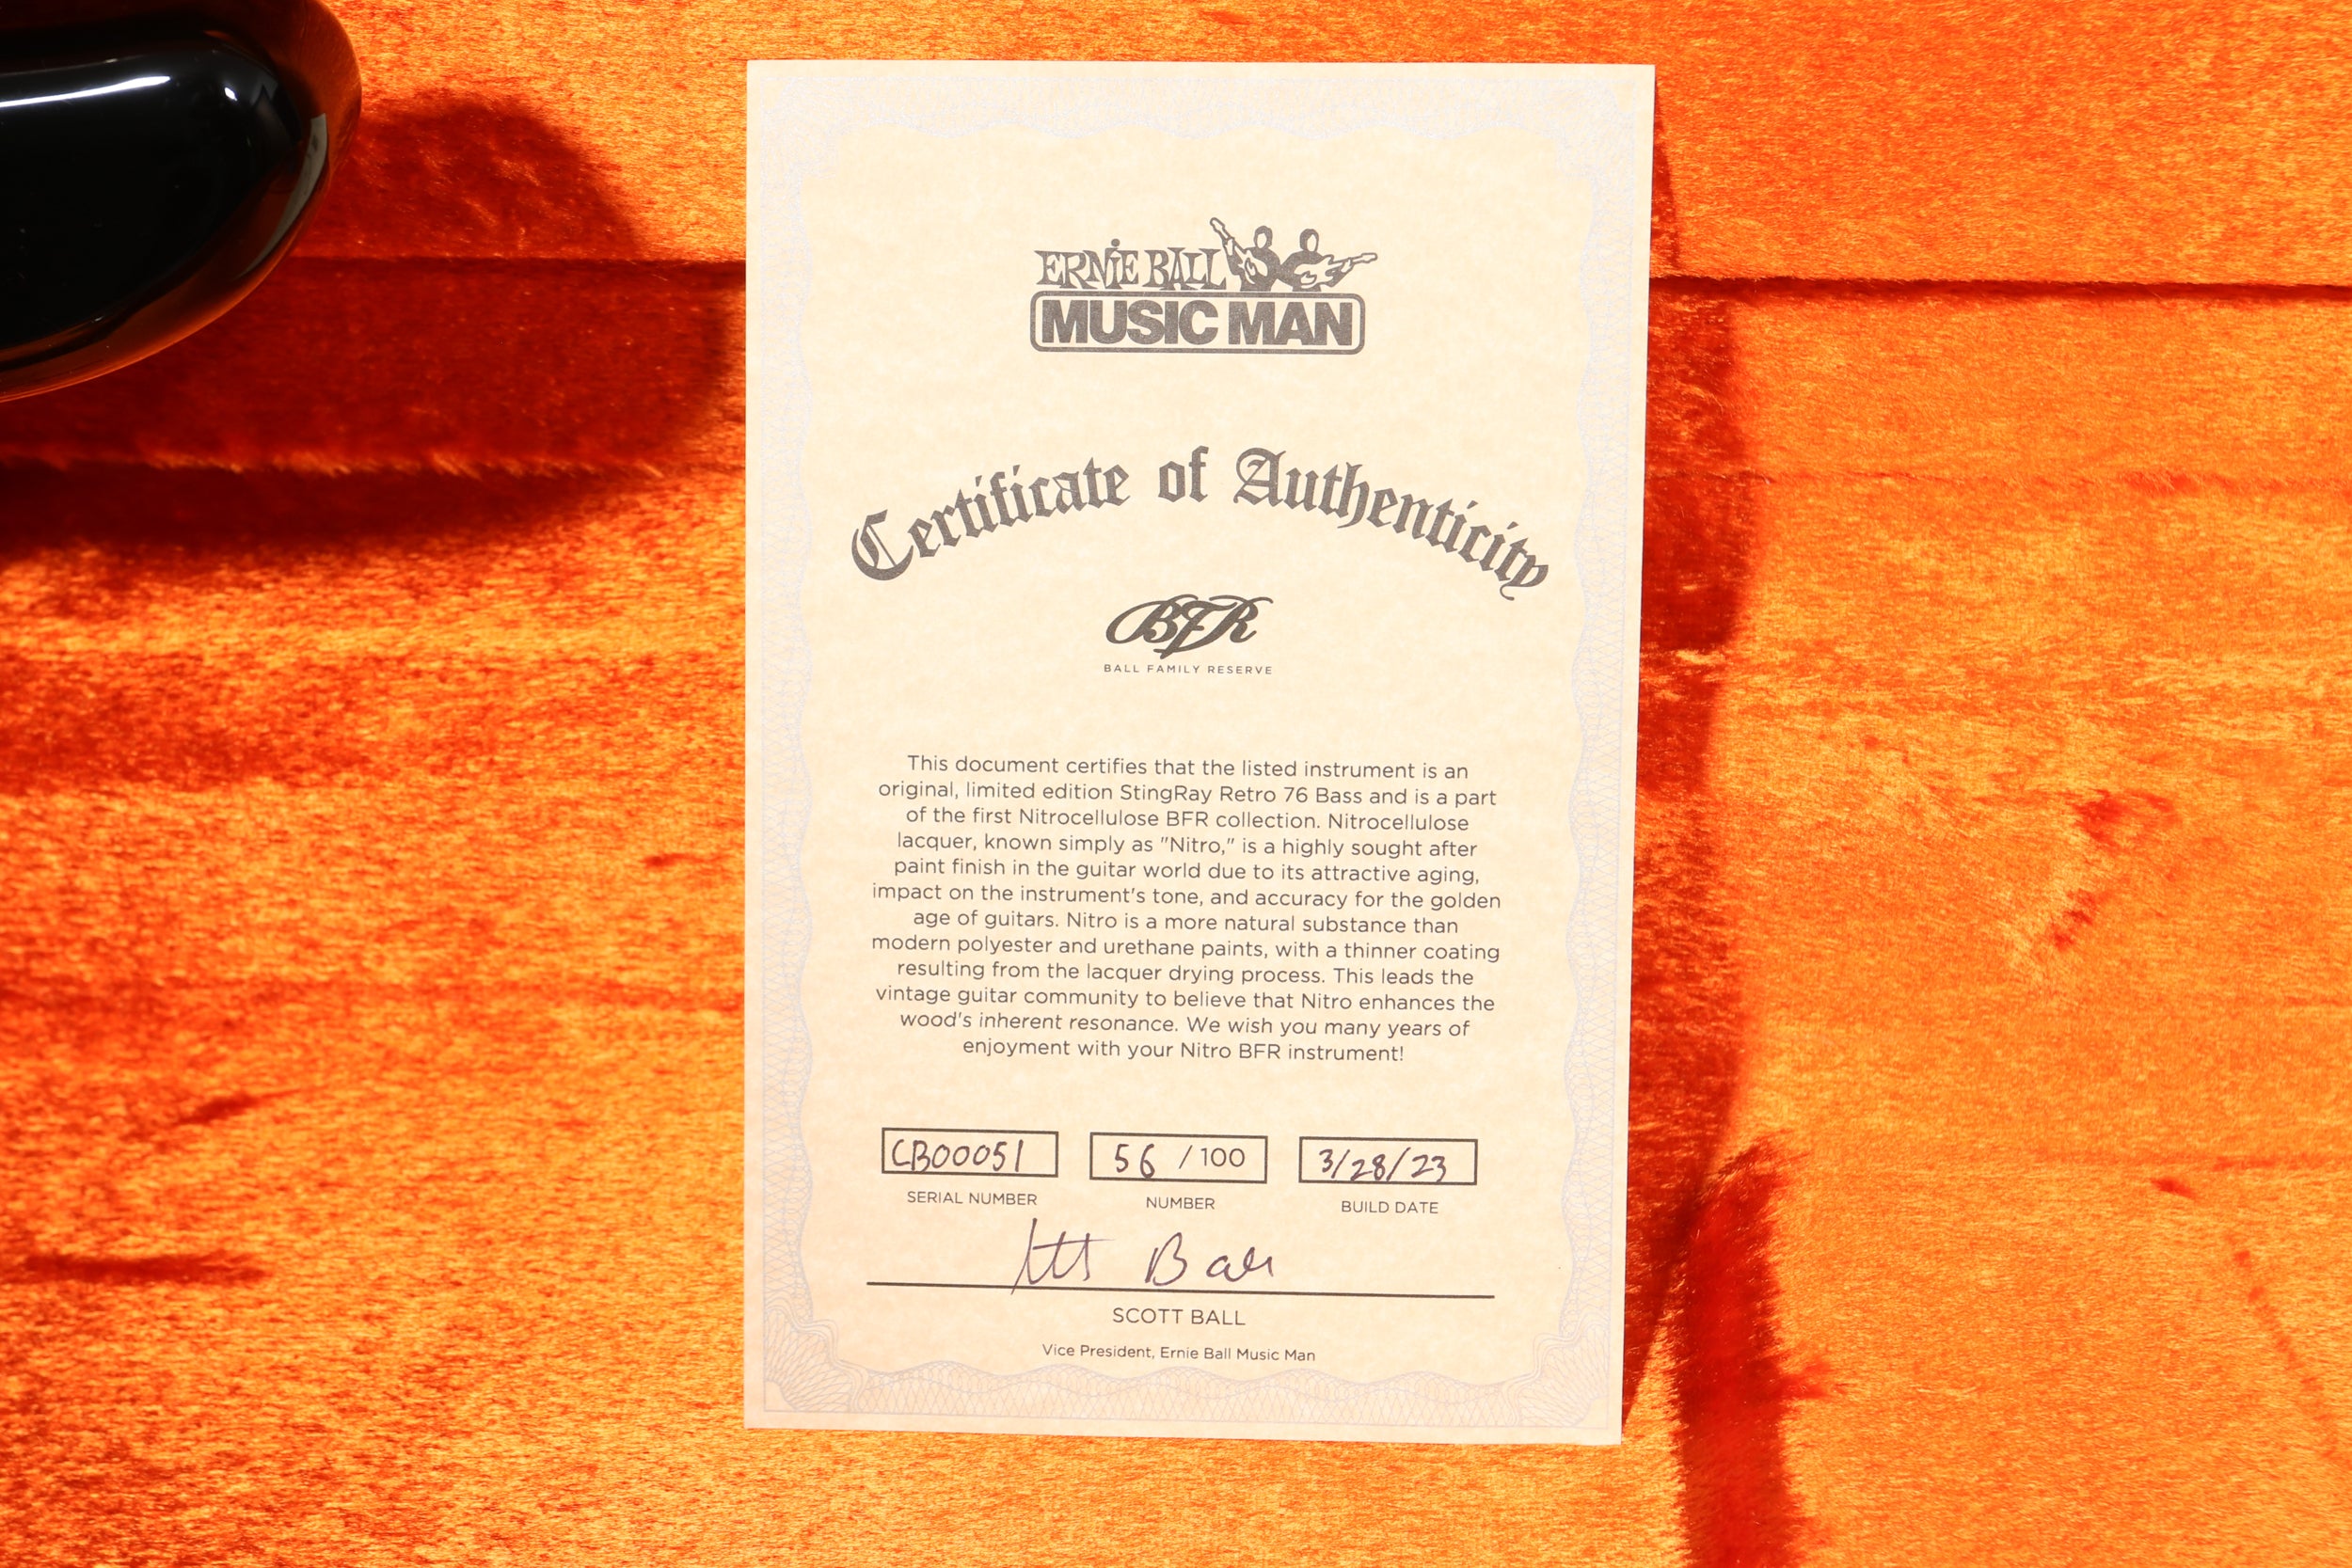 ERNIE BALL
MUSIC MAN
Certificate of Authenticity
BFR
BALL FAMILY RESERVE
This document certifies that the listed instrument is an
original, limited edition StingRay Retro 76 Bass and is a part
of the first Nitrocellulose BFR collection. Nitrocellulose
lacquer, known simply as "Nitro," is a highly sought after
paint finish in the guitar world due to its attractive aging,
impact on the instrument's tone, and accuracy for the golden
age of guitars. Nitro is a more natural substance than
modern polyester and urethane paints, with a thinner coating
resulting from the lacquer drying process. This leads the
vintage guitar community to believe that Nitro enhances the
wood's inherent resonance. We wish you many years of
enjoyment with your Nitro BFR instrument!
CB00051 56 / 100 3/28/23
SERIAL NUMBER NUMBER BUILD DATE
Scott Ball
SCOTT BALL
Vice President, Ernie Ball Music Man